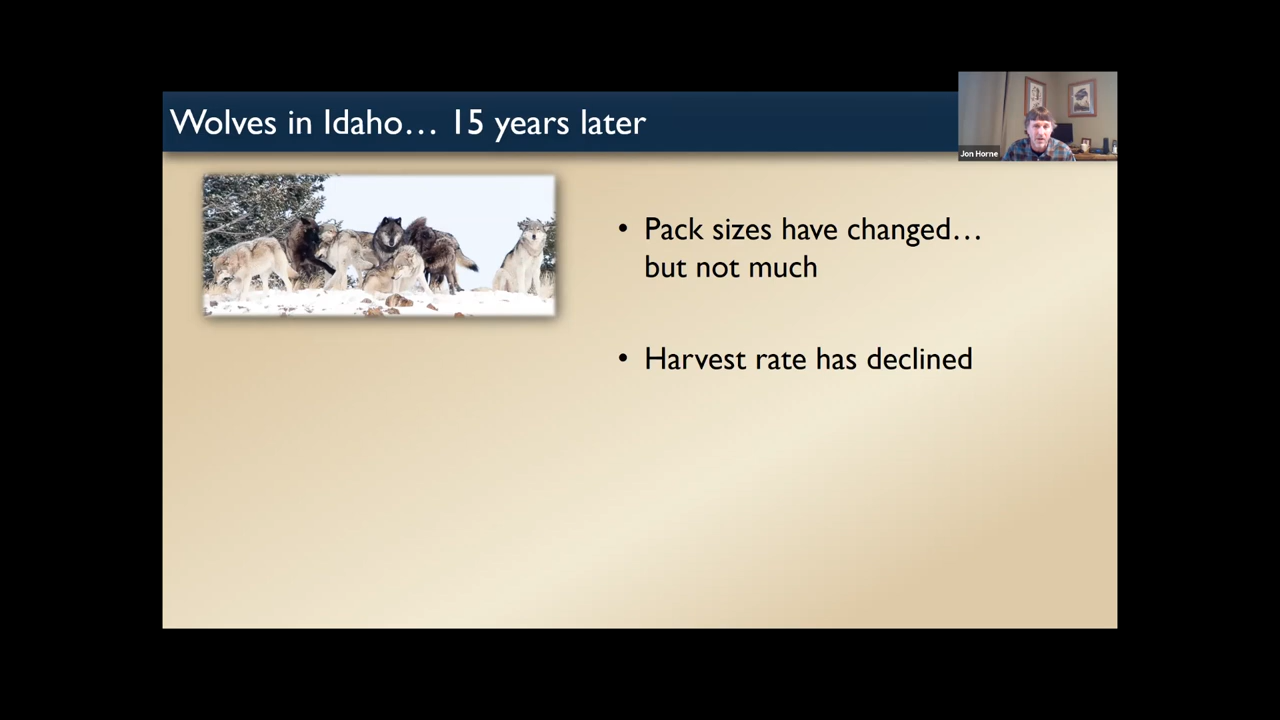 Wolves in Idaho… 15 years later
Jon Horne
• Pack sizes have changed…
but not much
• Harvest rate has declined